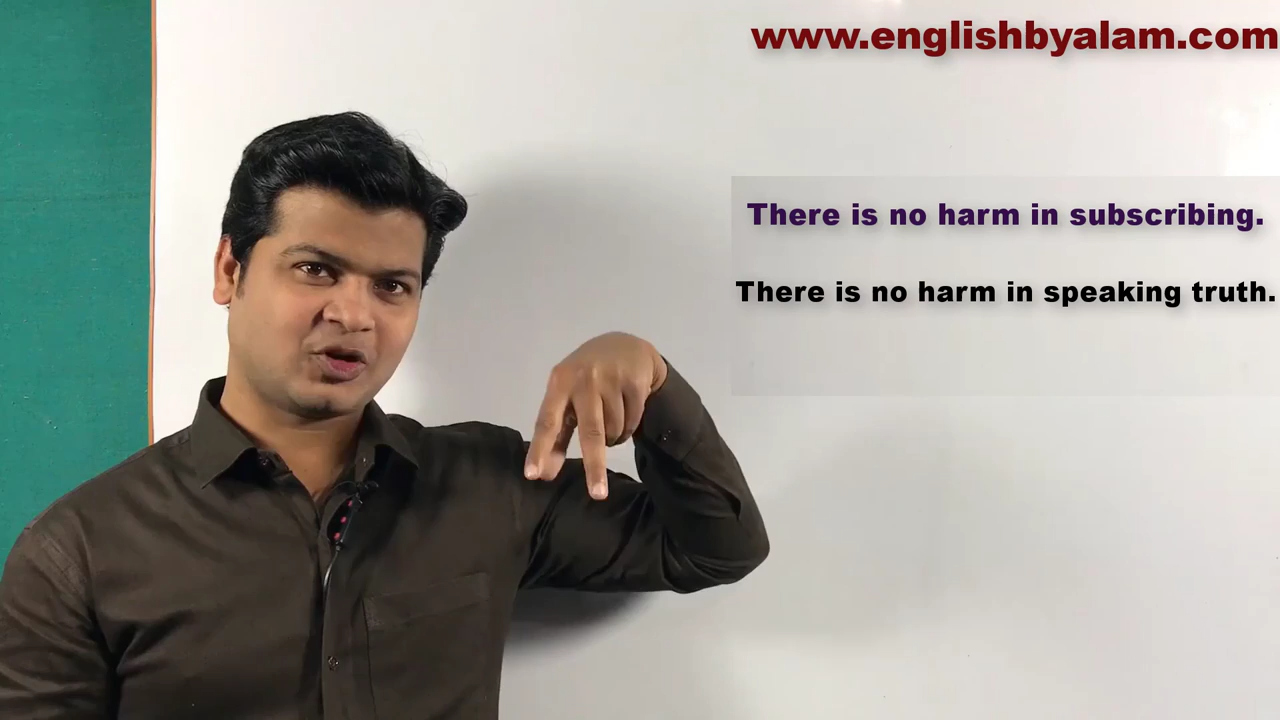 www.englishbyalam.com
There is no harm in subscribing.
There is no harm in speaking truth.